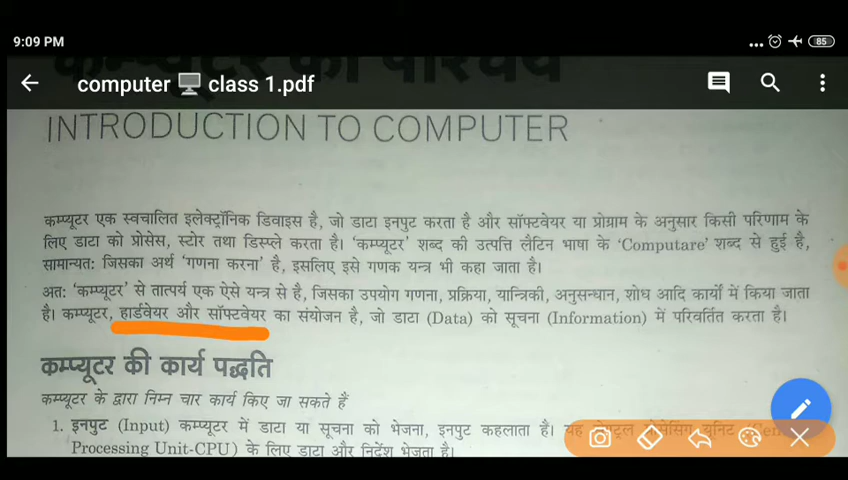 9:09 PM
85
computer 🖥️ class 1.pdf
INTRODUCTION TO COMPUTER
कम्प्यूटर एक स्वचालित इलेक्ट्रॉनिक डिवाइस है, जो डाटा इनपुट करता है और सॉफ्टवेयर या प्रोग्राम के अनुसार किसी परिणाम के
लिए डाटा को प्रोसेस, स्टोर तथा डिस्प्ले करता है। 'कम्प्यूटर' शब्द की उत्पत्ति लैटिन भाषा के 'Computare' शब्द से हुई है,
सामान्यतः जिसका अर्थ 'गणना करना' है, इसलिए इसे गणक यन्त्र भी कहा जाता है।
अतः 'कम्प्यूटर' से तात्पर्य एक ऐसे यन्त्र से है, जिसका उपयोग गणना, प्रक्रिया, यान्त्रिकी, अनुसन्धान, शोध आदि कार्यों में किया जाता
है। कम्प्यूटर, हार्डवेयर और सॉफ्टवेयर का संयोजन है, जो डाटा (Data) को सूचना (Information) में परिवर्तित करता है।
कम्प्यूटर की कार्य पद्धति
कम्प्यूटर के द्वारा निम्न चार कार्य किए जा सकते हैं
1. इनपुट (Input) कम्प्यूटर में डाटा या सूचना को भेजना, इनपुट कहलाता है। यह
Processing Unit-CPU) के लिए डाटा और निर्देश भेजता है।